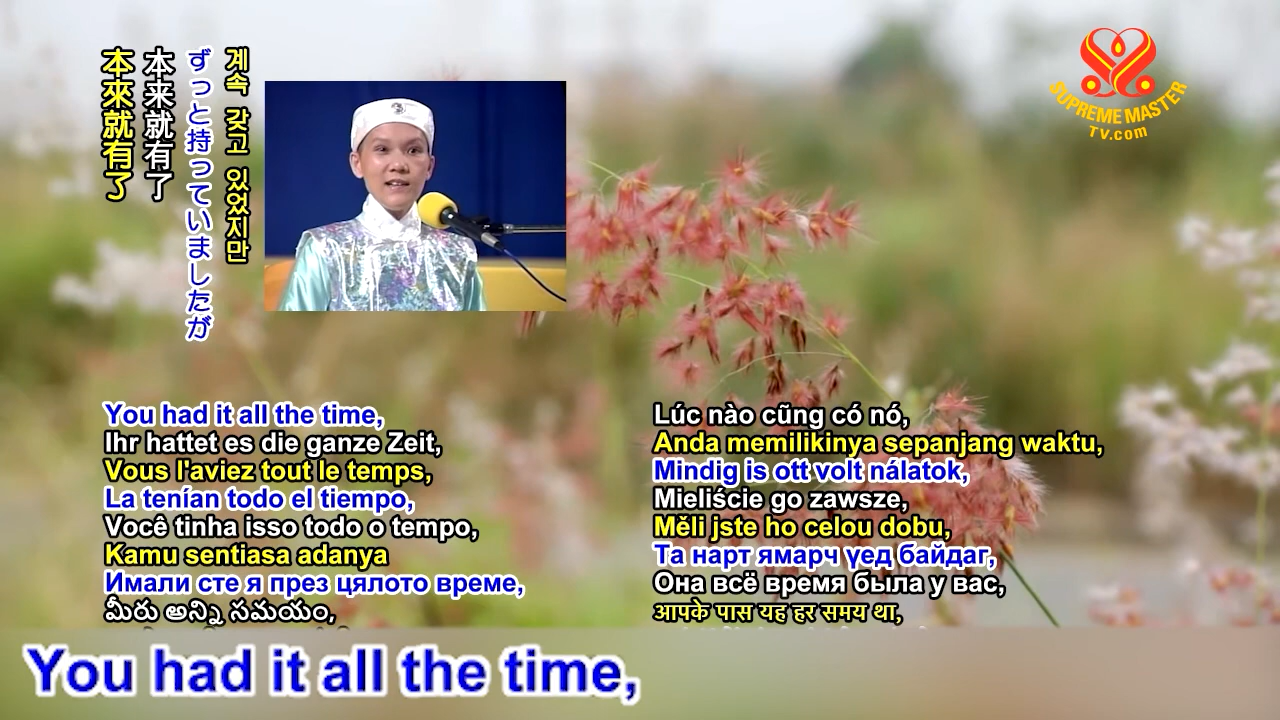 本來就有了
本来就有了
ずっと持っていましたが
계속 갖고 있었지만
SUPREME MASTER
TV.com
You had it all the time,
Ihr hattet es die ganze Zeit,
Vous l'aviez tout le temps,
La tenían todo el tiempo,
Você tinha isso todo o tempo,
Kamu sentiasa adanya
Имали сте я през цялото време,
మీరు అన్ని సమయం,
Lúc nào cũng có nó,
Anda memilikinya sepanjang waktu,
Mindig is ott volt nálatok,
Mieliście go zawsze,
Měli jste ho celou dobu,
Та нарт ямарч үед байдаг,
Она всё время была у вас,
आपके पास यह हर समय था,
You had it all the time,